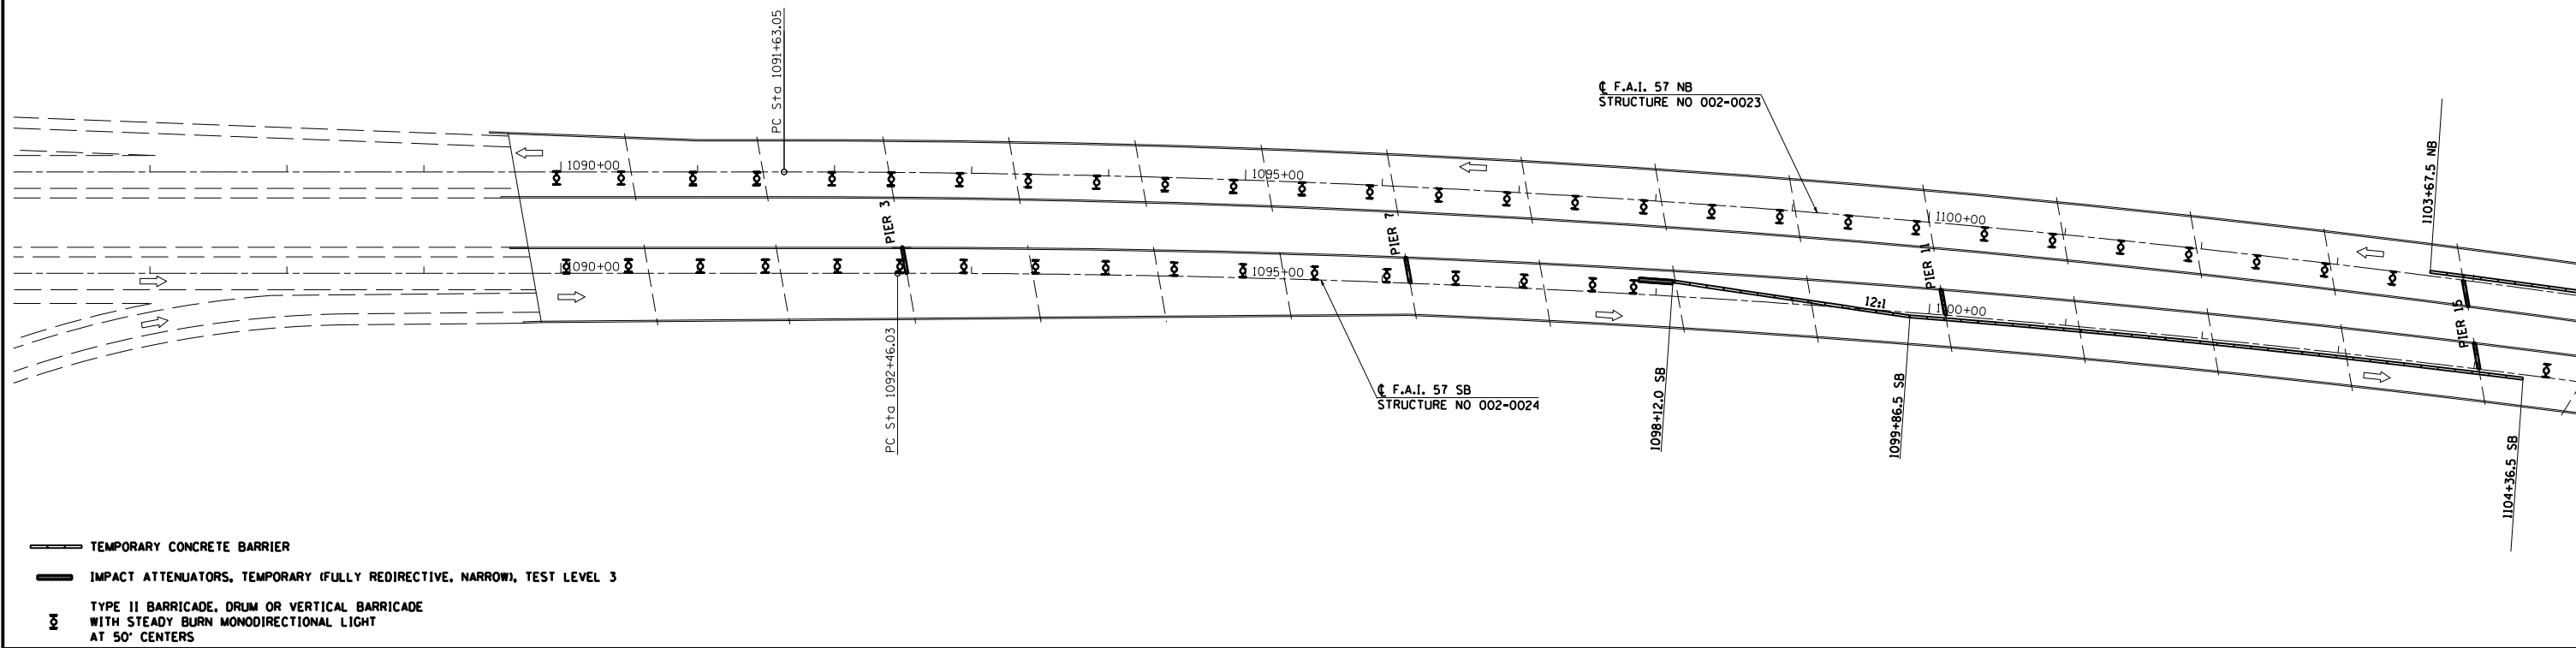 PC Sta 1091+63.05
℄ F.A.I. 57 NB
STRUCTURE NO 002-0023
1103+67.5 NB
1090+00
1095+00
1100+00
PIER 3
PIER 7
PIER 11
PIER 15
1090+00
1095+00
12:1
1100+00
PC Sta 1092+46.03
℄ F.A.I. 57 SB
STRUCTURE NO 002-0024
1098+12.0 SB
1099+86.5 SB
1104+36.5 SB
TEMPORARY CONCRETE BARRIER
IMPACT ATTENUATORS, TEMPORARY (FULLY REDIRECTIVE, NARROW), TEST LEVEL 3
TYPE II BARRICADE, DRUM OR VERTICAL BARRICADE
WITH STEADY BURN MONODIRECTIONAL LIGHT
AT 50' CENTERS